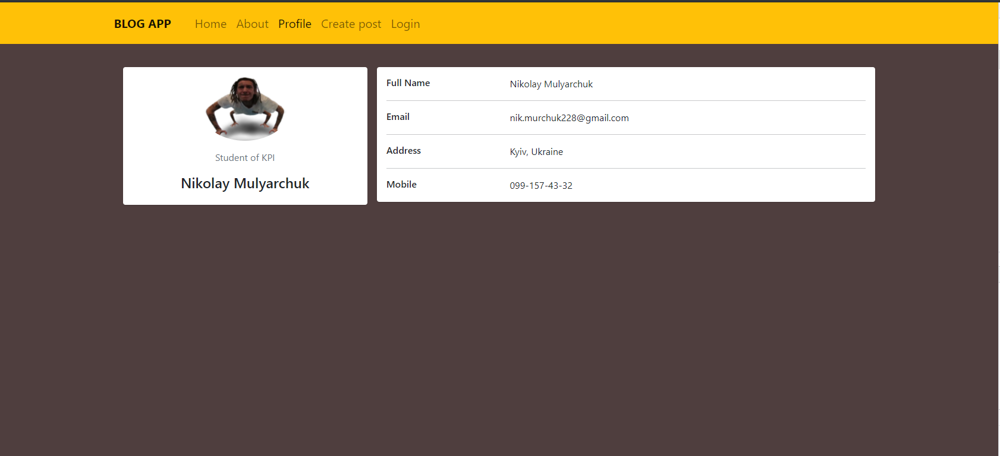 BLOG APP Home About Profile Create post Login
Student of KPI
Nikolay Mulyarchuk
Full Name Nikolay Mulyarchuk
Email nik.murchuk228@gmail.com
Address Kyiv, Ukraine
Mobile 099-157-43-32